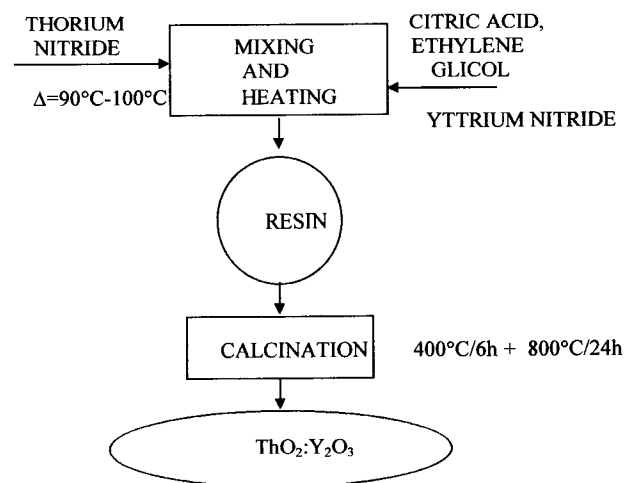 THORIUM
NITRIDE
Δ=90°C-100°C
MIXING
AND
HEATING
CITRIC ACID,
ETHYLENE
GLICOL
YTTRIUM NITRIDE
RESIN
CALCINATION
400°C/6h + 800°C/24h
ThO₂:Y₂O₃